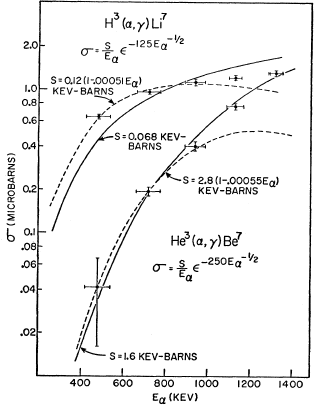 H³(α,γ)Li⁷
σ = S/Eα ϵ^-125Eα^-1/2
S=0.12(1-.00051Eα)
KEV-BARNS
S=0.068 KEV-
BARNS
S=2.8(1-.00055Eα)
KEV-BARNS
He³(α,γ)Be⁷
σ = S/Eα ϵ^-250Eα^-1/2
S=1.6 KEV-BARNS
2.0
1.0
0.8
0.6
0.4
0.2
0.1
.08
.06
.04
.02
σ (MICROBARNS)
400 600 800 1000 1200 1400
Eα (KEV)